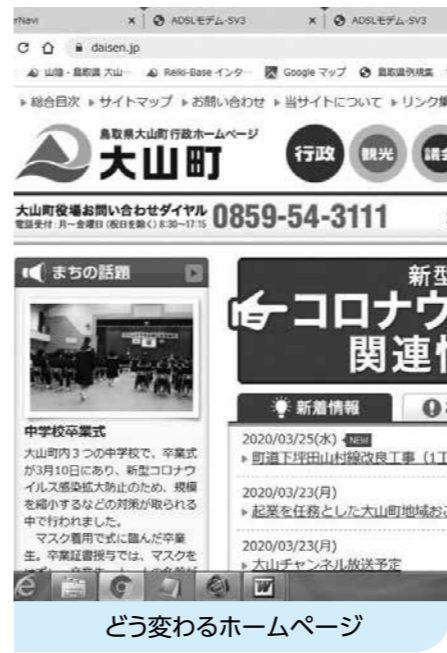 ADSLモデム-SV3
ADSLモデム-SV3
daisen.jp
山陰・鳥取県 大山…
Reiki-Base インタ…
Google マップ
鳥取県例規集
総合目次
サイトマップ
お問い合わせ
当サイトについて
リンク集
鳥取県大山町行政ホームページ
大山町
行政
観光
議会
大山町役場お問い合わせダイヤル 0859-54-3111
電話受付:月～金曜日(祝日を除く)8:30～17:15
まちの話題
新型
コロナウ
関連情
新着情報
中学校卒業式
大山町内3つの中学校で、卒業式
が3月10日にあり、新型コロナウ
イルス感染拡大防止のため、規模
を縮小するなどの対策が取られる
中で行われました。
マスク着用で式に臨んだ卒業
生。卒業証書授与では、マスクを
2020/03/25(水) NEW
町道下坪田山村線改良工事(1工
2020/03/23(月)
起業を任務とした大山町地域お
2020/03/23(月)
大山チャンネル放送予定
どう変わるホームページ